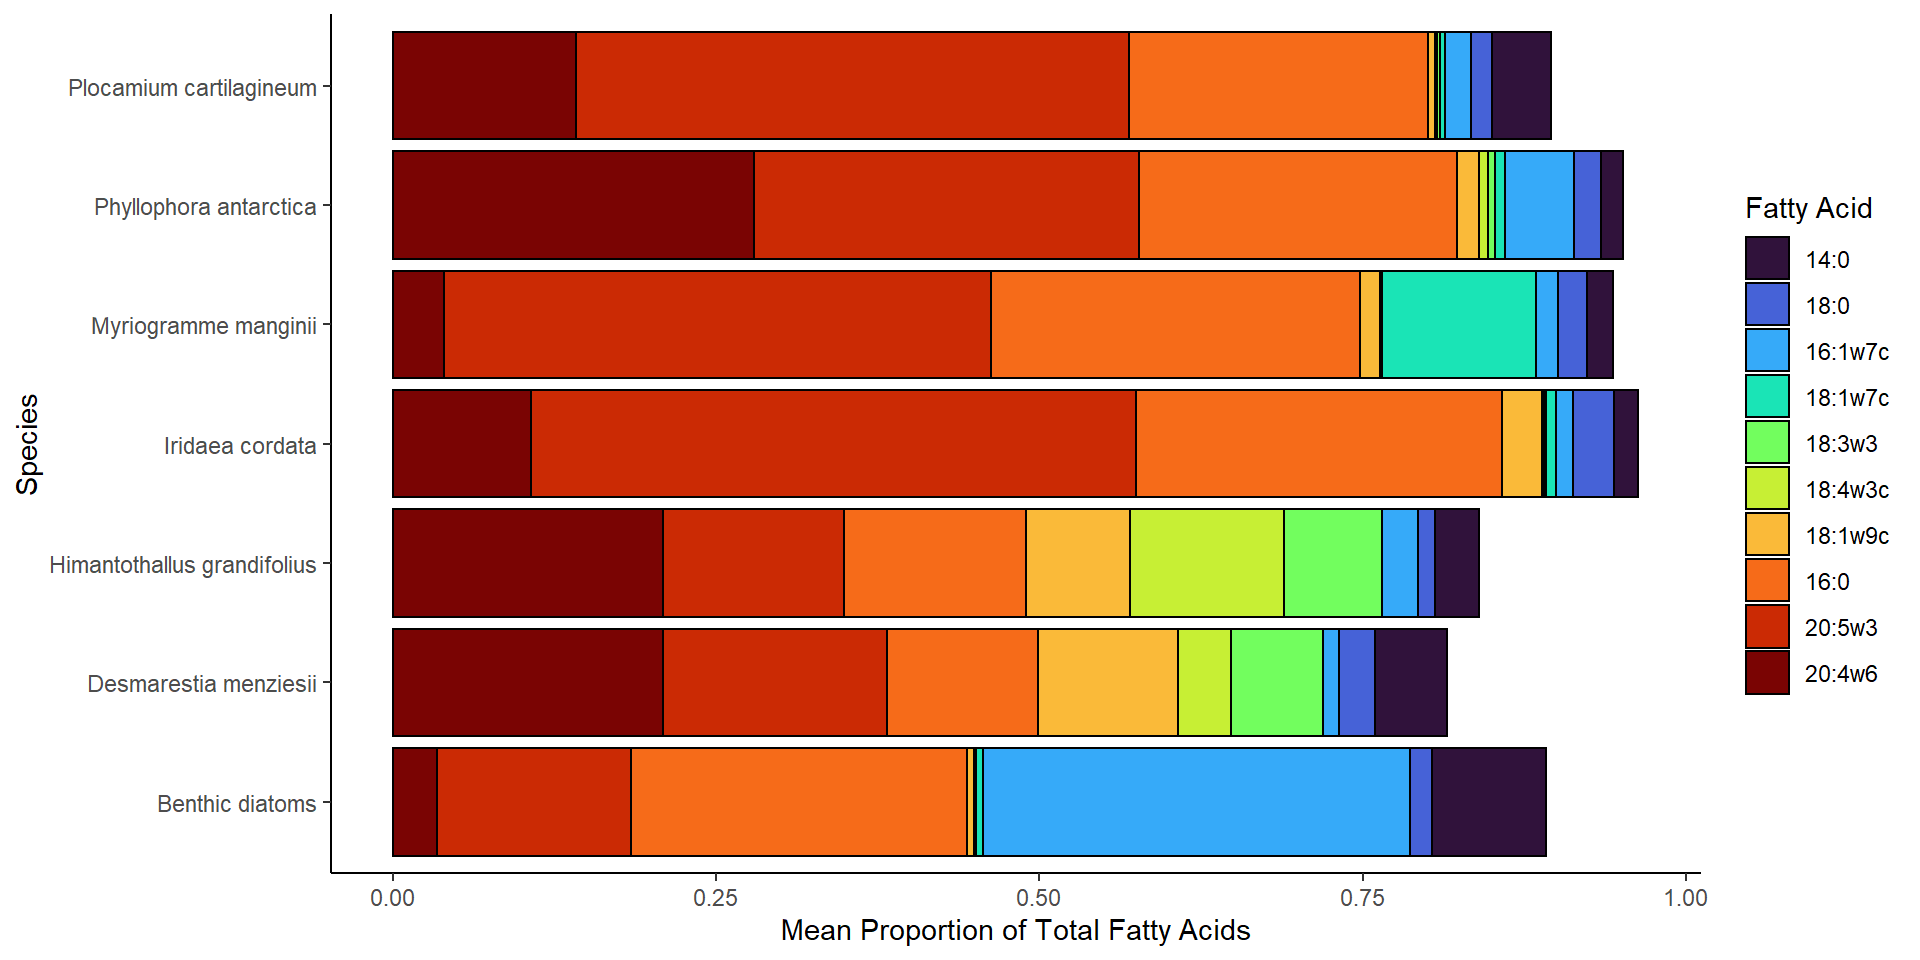 Plocamium cartilagineum
Phyllophora antarctica
Myriogramme manginii
Iridaea cordata
Himantothallus grandifolius
Desmarestia menziesii
Benthic diatoms
Species
0.00 0.25 0.50 0.75 1.00
Mean Proportion of Total Fatty Acids
Fatty Acid
14:0
18:0
16:1w7c
18:1w7c
18:3w3
18:4w3c
18:1w9c
16:0
20:5w3
20:4w6